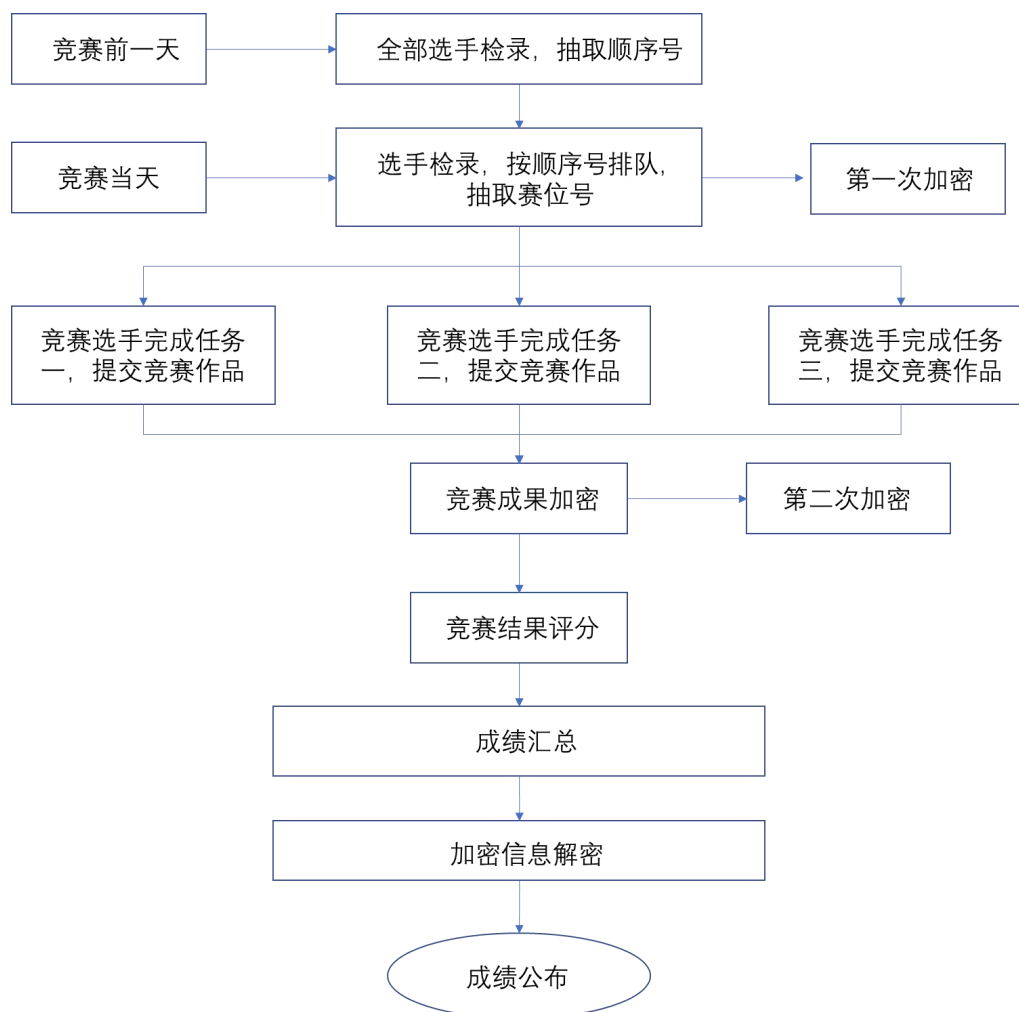 竞赛前一天
全部选手检录，抽取顺序号
竞赛当天
选手检录，按顺序号排队，
抽取赛位号
第一次加密
竞赛选手完成任务
一，提交竞赛作品
竞赛选手完成任务
二，提交竞赛作品
竞赛选手完成任务
三，提交竞赛作品
竞赛成果加密
第二次加密
竞赛结果评分
成绩汇总
加密信息解密
成绩公布